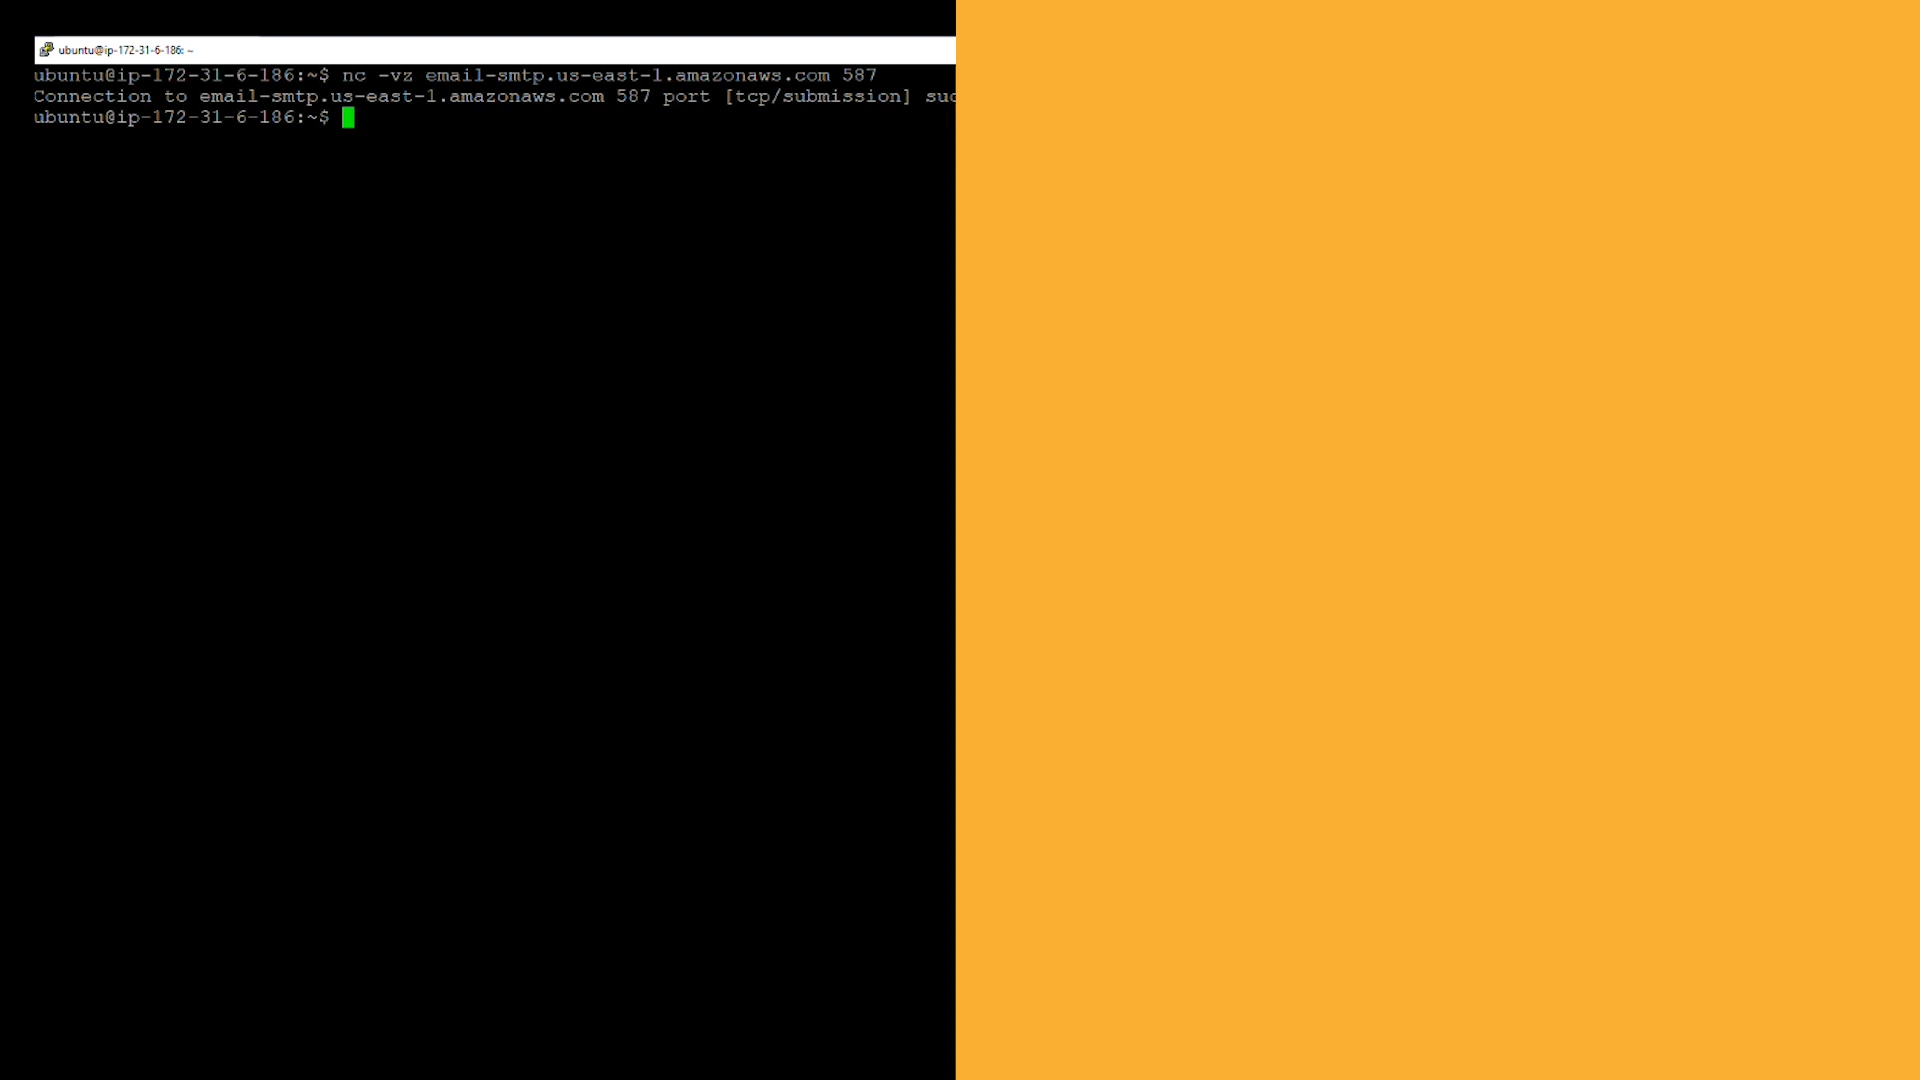 ubuntu@ip-172-31-6-186: ~
ubuntu@ip-172-31-6-186:~$ nc -vz email-smtp.us-east-1.amazonaws.com 587
Connection to email-smtp.us-east-1.amazonaws.com 587 port [tcp/submission]
ubuntu@ip-172-31-6-186:~$